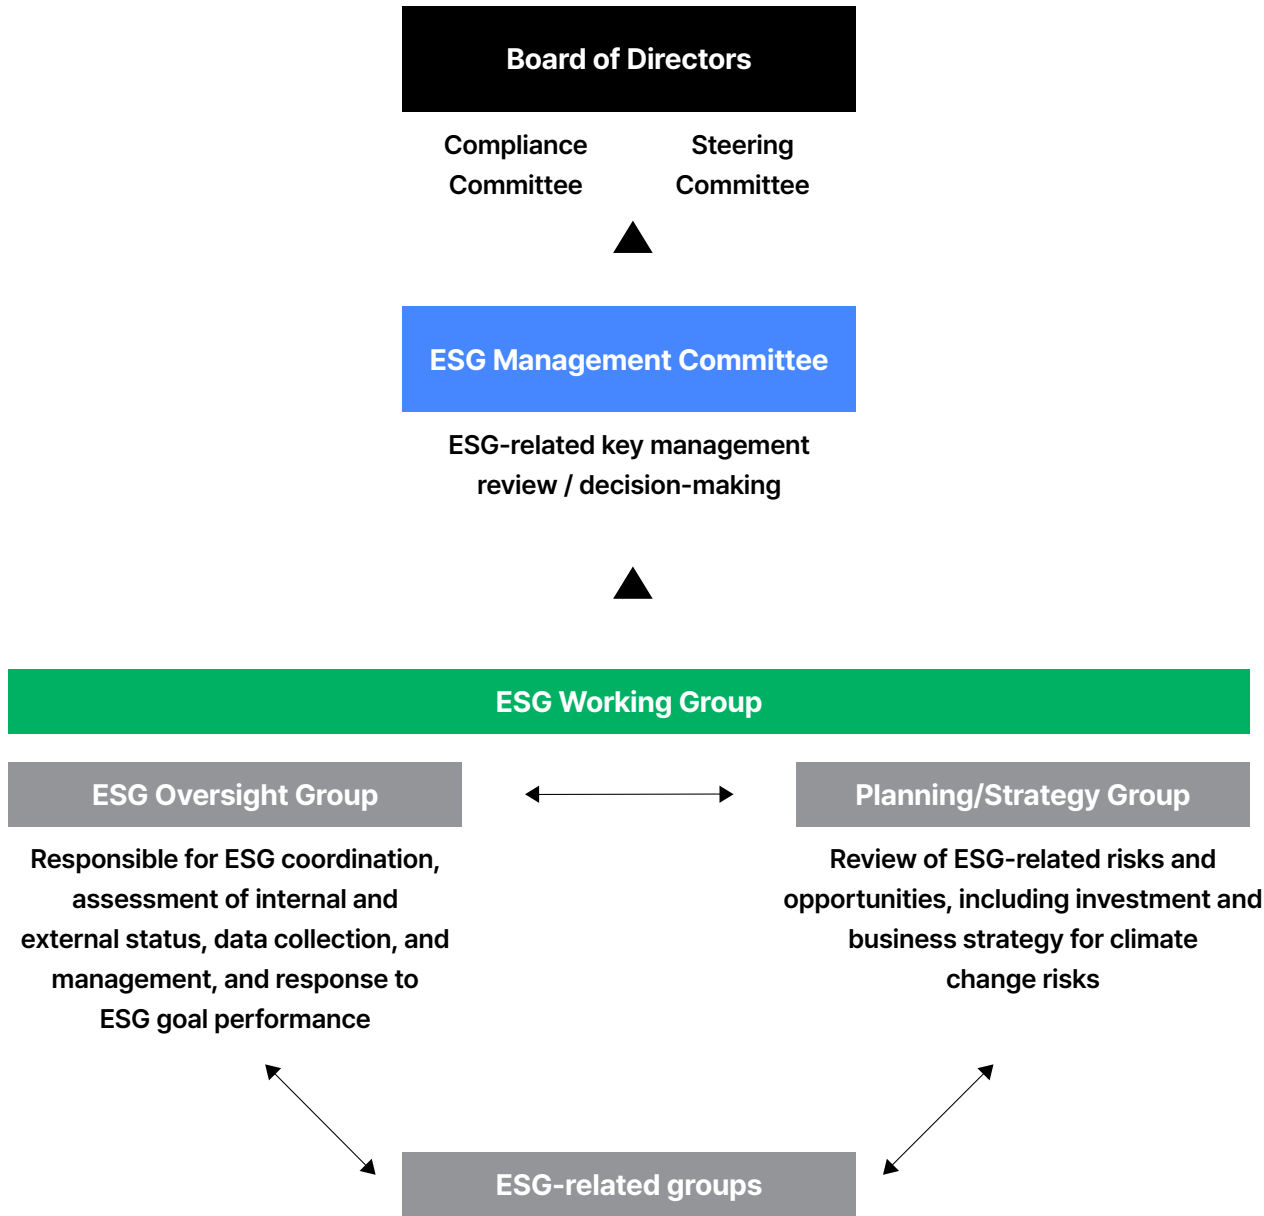 Board of Directors
Compliance
Committee
Steering
Committee
ESG Management Committee
ESG-related key management
review / decision-making
ESG Working Group
ESG Oversight Group
Responsible for ESG coordination,
assessment of internal and
external status, data collection, and
management, and response to
ESG goal performance
Planning/Strategy Group
Review of ESG-related risks and
opportunities, including investment and
business strategy for climate
change risks
ESG-related groups